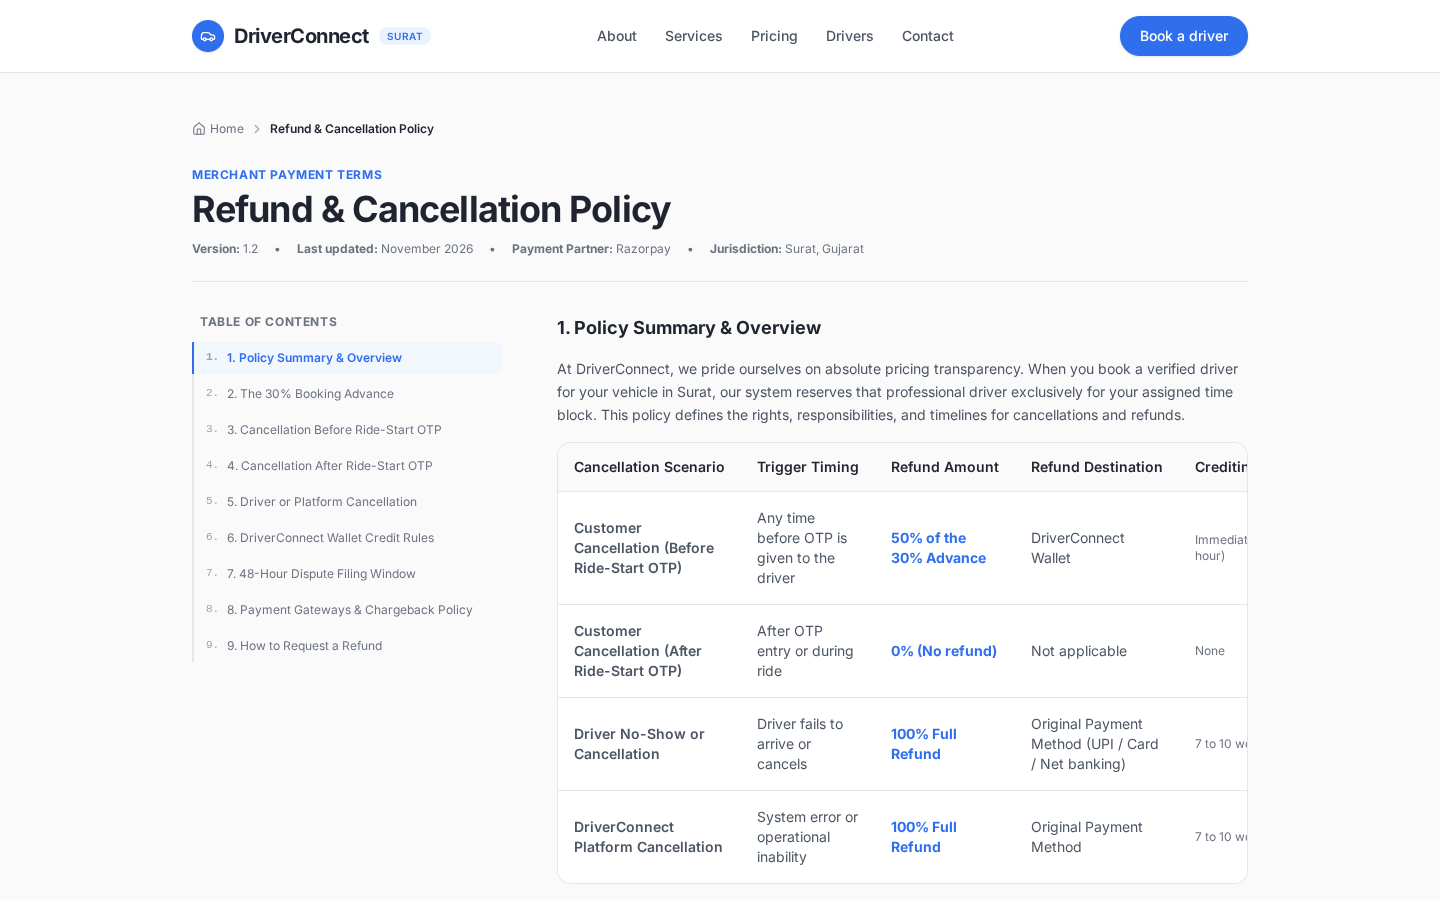 DriverConnect SURAT
About Services Pricing Drivers Contact
Book a driver
Home > Refund & Cancellation Policy
MERCHANT PAYMENT TERMS
Refund & Cancellation Policy
Version: 1.2 • Last updated: November 2026 • Payment Partner: Razorpay • Jurisdiction: Surat, Gujarat
TABLE OF CONTENTS
1. 1. Policy Summary & Overview
2. 2. The 30% Booking Advance
3. 3. Cancellation Before Ride-Start OTP
4. 4. Cancellation After Ride-Start OTP
5. 5. Driver or Platform Cancellation
6. 6. DriverConnect Wallet Credit Rules
7. 7. 48-Hour Dispute Filing Window
8. 8. Payment Gateways & Chargeback Policy
9. 9. How to Request a Refund
1. Policy Summary & Overview
At DriverConnect, we pride ourselves on absolute pricing transparency. When you book a verified driver
for your vehicle in Surat, our system reserves that professional driver exclusively for your assigned time
block. This policy defines the rights, responsibilities, and timelines for cancellations and refunds.
Cancellation Scenario Trigger Timing Refund Amount Refund Destination
Customer
Cancellation (Before
Ride-Start OTP)
Any time
before OTP is
given to the
driver
50% of the
30% Advance
DriverConnect
Wallet
hour)
Customer
Cancellation (After
Ride-Start OTP)
After OTP
entry or during
ride
0% (No refund)
Not applicable
None
Driver No-Show or
Cancellation
Driver fails to
arrive or
cancels
100% Full
Refund
Original Payment
Method (UPI / Card
/ Net banking)
7 to 10
DriverConnect
Platform Cancellation
System error or
operational
inability
100% Full
Refund
Original Payment
Method
7 to 10